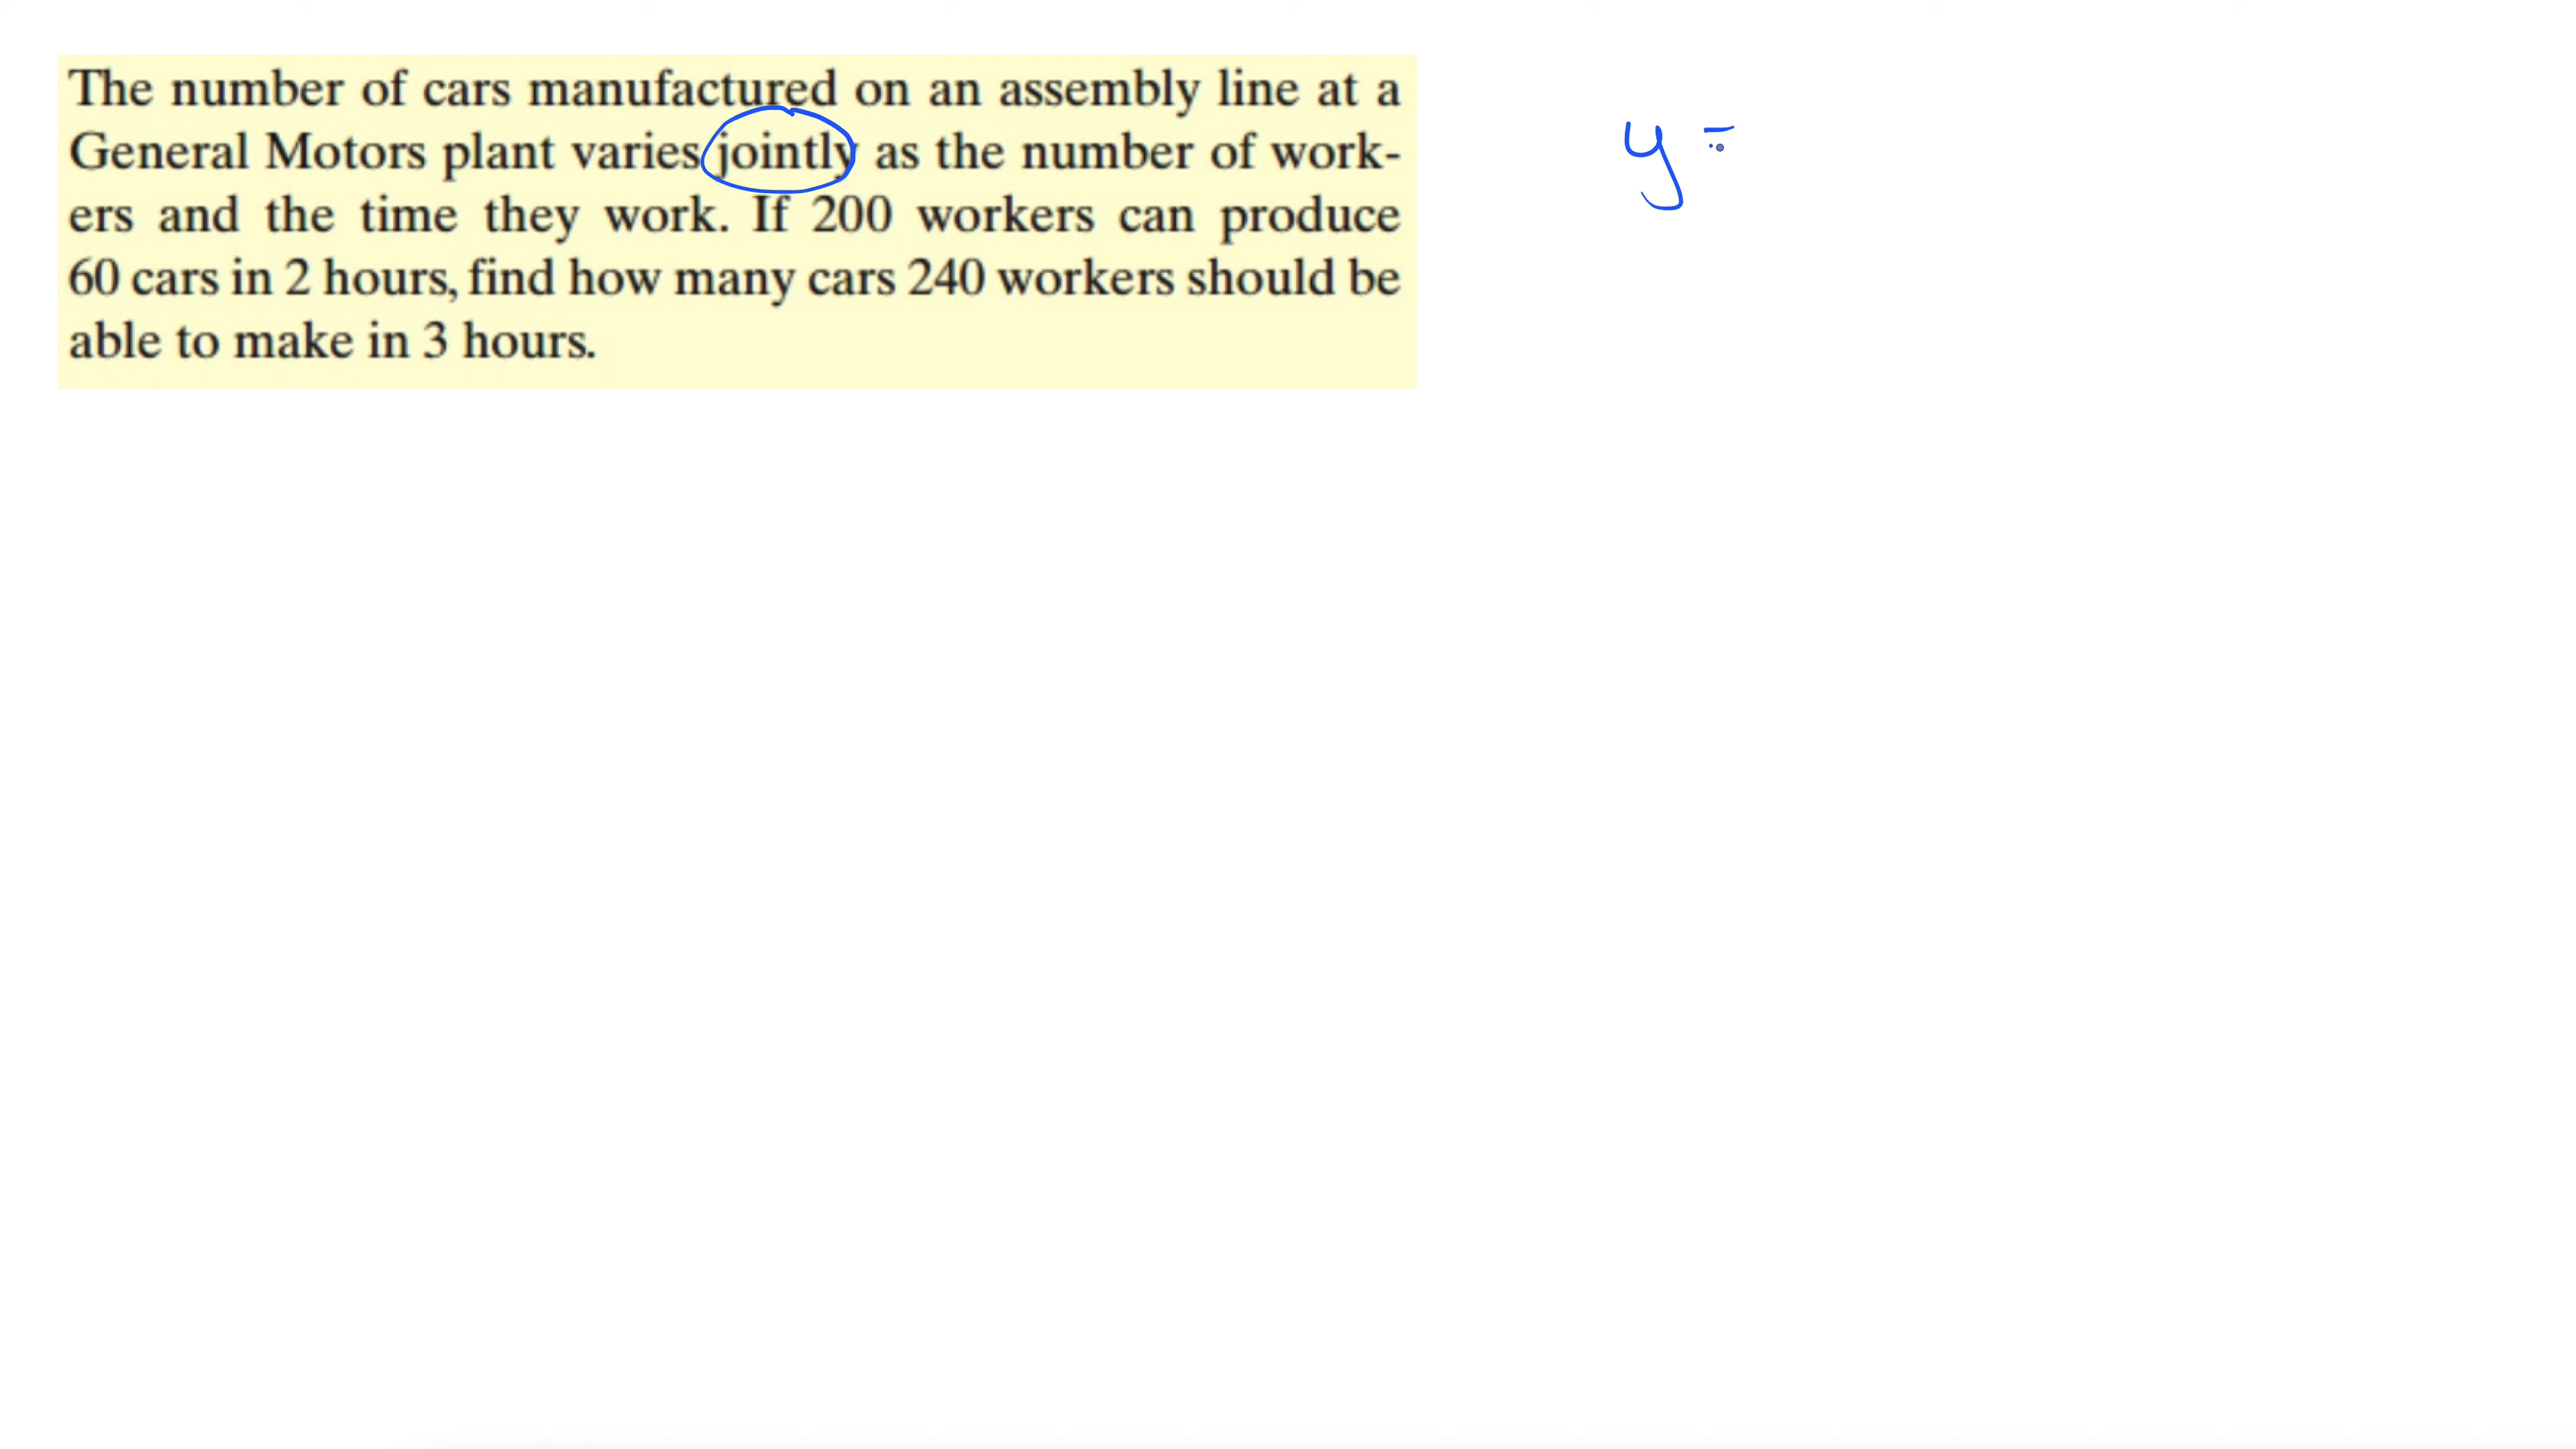 The number of cars manufactured on an assembly line at a
General Motors plant varies jointly as the number of work-
ers and the time they work. If 200 workers can produce
60 cars in 2 hours, find how many cars 240 workers should be
able to make in 3 hours.
y =